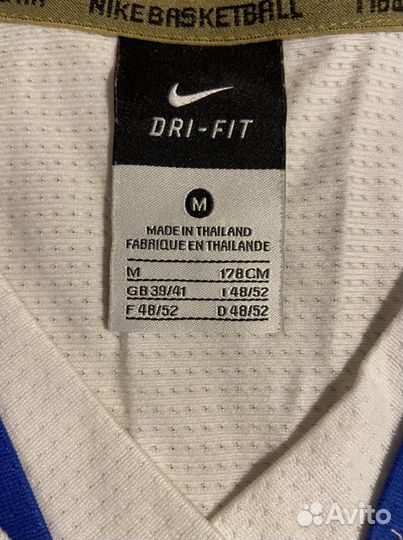 NIKE BASKETBALL
DRI-FIT
M
MADE IN THAILAND
FABRIQUE EN THAILANDE
M 178CM
GB 39/41 I 48/52
F 48/52 D 48/52
Avito